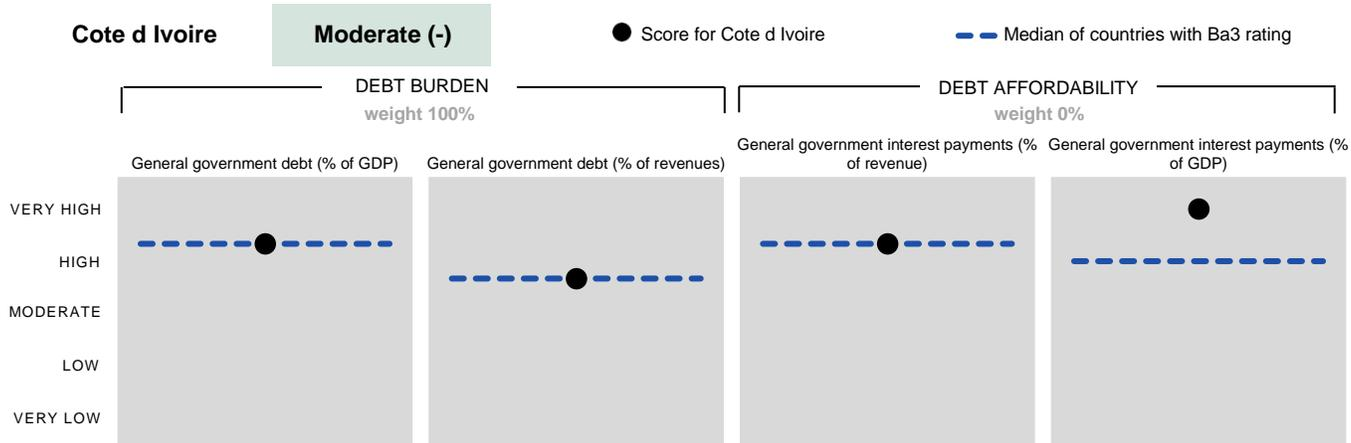 Cote d Ivoire
Moderate (-)
Score for Cote d Ivoire
Median of countries with Ba3 rating
DEBT BURDEN
weight 100%
DEBT AFFORDABILITY
weight 0%
General government debt (% of GDP)
General government debt (% of revenues)
General government interest payments (%
of revenue)
General government interest payments (%
of GDP)
VERY HIGH
HIGH
MODERATE
LOW
VERY LOW